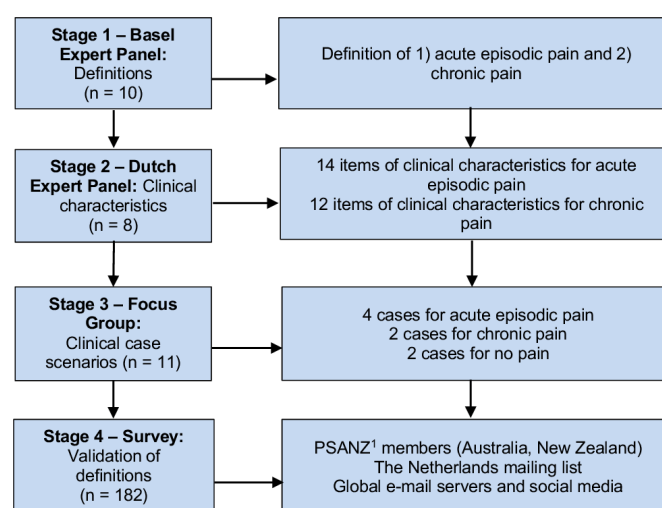 Stage 1 – Basel
Expert Panel:
Definitions
(n = 10)
Definition of 1) acute episodic pain and 2)
chronic pain
Stage 2 – Dutch
Expert Panel: Clinical
characteristics
(n = 8)
14 items of clinical characteristics for acute
episodic pain
12 items of clinical characteristics for chronic
pain
Stage 3 – Focus
Group:
Clinical case
scenarios (n = 11)
4 cases for acute episodic pain
2 cases for chronic pain
2 cases for no pain
Stage 4 – Survey:
Validation of
definitions
(n = 182)
PSANZ¹ members (Australia, New Zealand)
The Netherlands mailing list
Global e-mail servers and social media